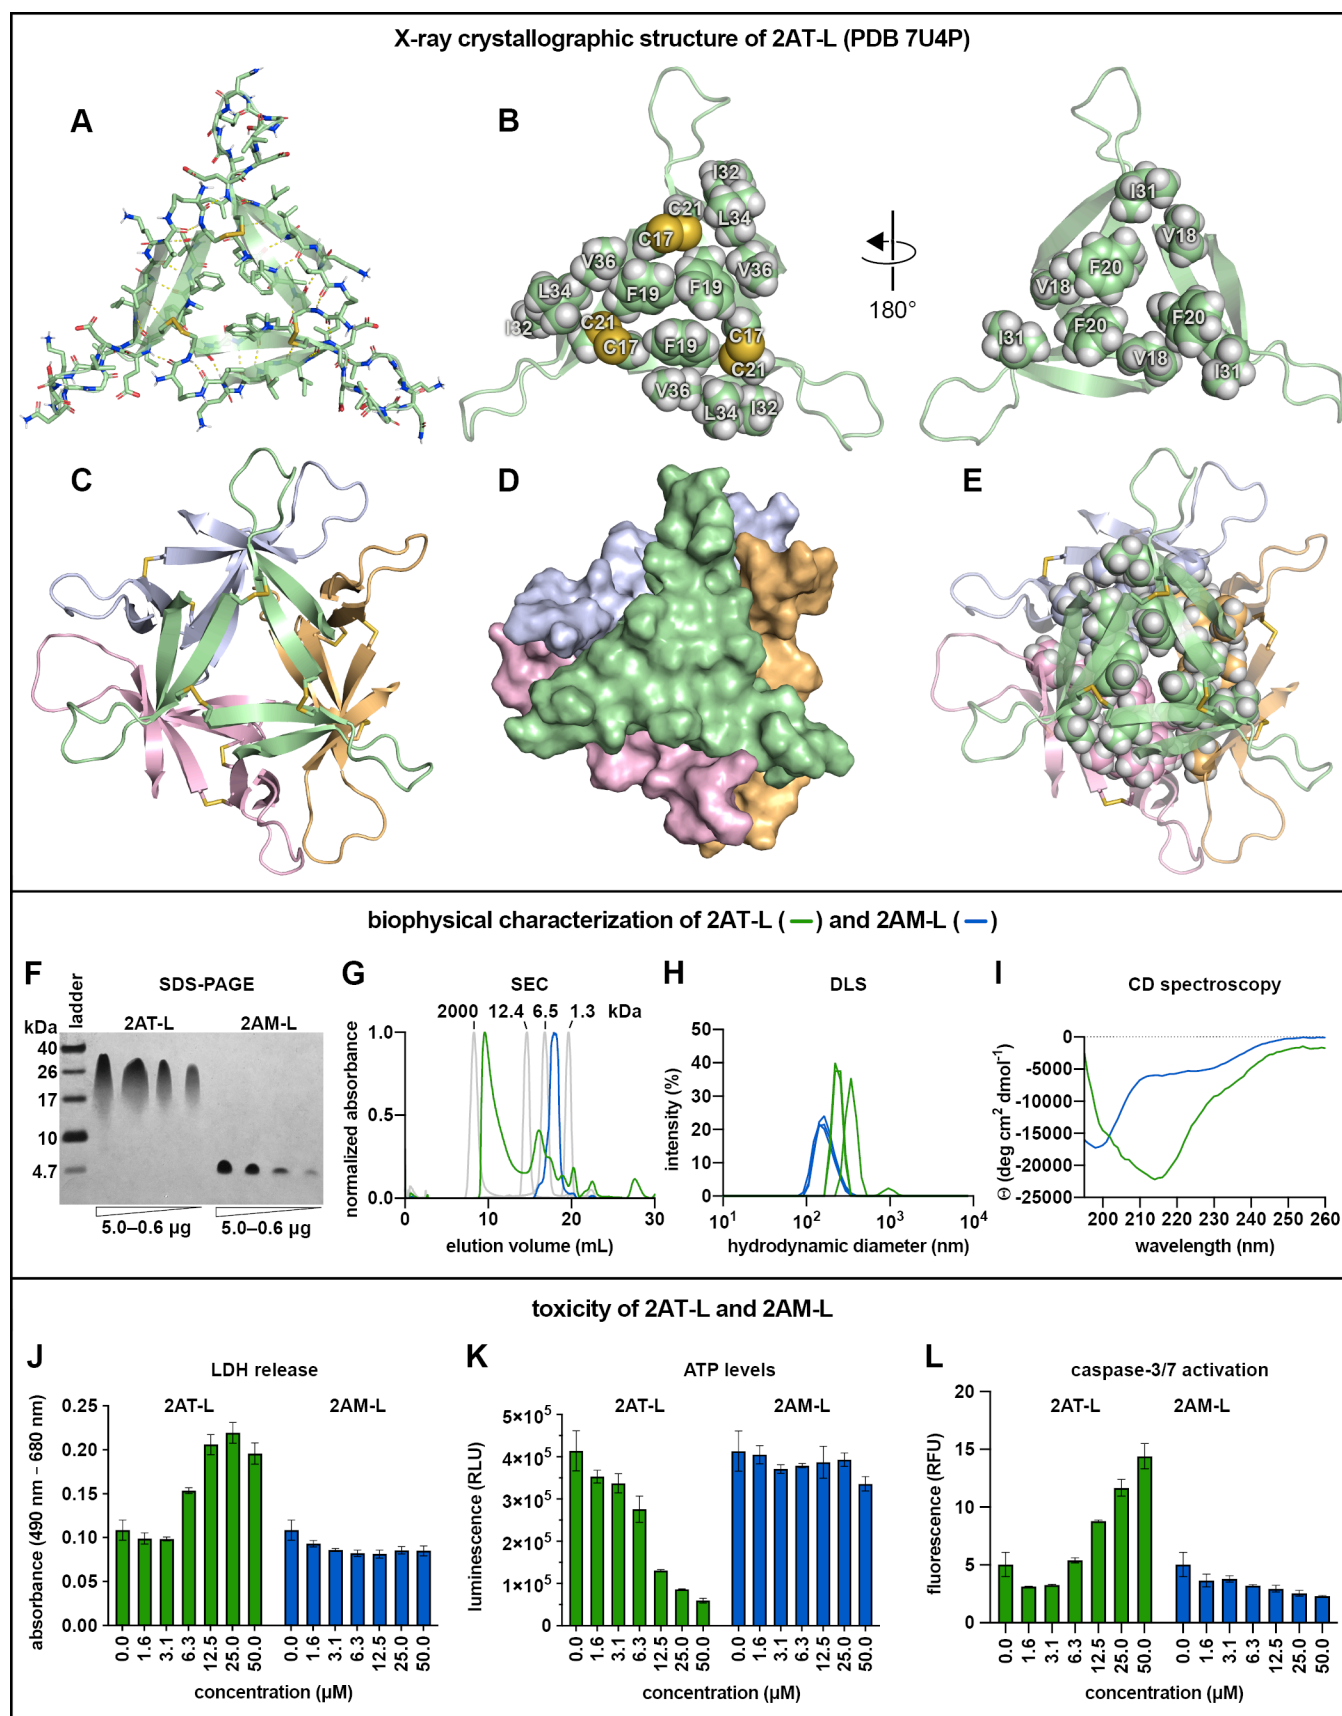 X-ray crystallographic structure of 2AT-L (PDB 7U4P)
A
B
I32
C21
L34
C17
V36
V36
F19
F19
L34
I32
C21
C17
F19
C17
C21
V36
L34
I32
180°
I31
V18
F20
V18
F20
F20
I31
V18
I31
C
D
E
biophysical characterization of 2AT-L ( — ) and 2AM-L ( — )
F
SDS-PAGE
ladder
kDa
2AT-L
2AM-L
40
26
17
10
4.7
5.0–0.6 µg
5.0–0.6 µg
G
SEC
2000 12.4 6.5 1.3 kDa
normalized absorbance
1.0
0.5
0.0
0 10 20 30
elution volume (mL)
H
DLS
intensity (%)
50
40
30
20
10
0
10¹ 10² 10³ 10⁴
hydrodynamic diameter (nm)
I
CD spectroscopy
Θ (deg cm² dmol⁻¹)
0
-5000
-10000
-15000
-20000
-25000
200 210 220 230 240 250 260
wavelength (nm)
toxicity of 2AT-L and 2AM-L
J
LDH release
2AT-L
2AM-L
absorbance (490 nm – 680 nm)
0.25
0.20
0.15
0.10
0.05
0.00
0.0 1.6 3.1 6.3 12.5 25.0 50.0
0.0 1.6 3.1 6.3 12.5 25.0 50.0
concentration (µM)
K
ATP levels
2AT-L
2AM-L
luminescence (RLU)
5×10⁵
4×10⁵
3×10⁵
2×10⁵
1×10⁵
0
0.0 1.6 3.1 6.3 12.5 25.0 50.0
0.0 1.6 3.1 6.3 12.5 25.0 50.0
concentration (µM)
L
caspase-3/7 activation
2AT-L
2AM-L
fluorescence (RFU)
20
15
10
5
0
0.0 1.6 3.1 6.3 12.5 25.0 50.0
0.0 1.6 3.1 6.3 12.5 25.0 50.0
concentration (µM)